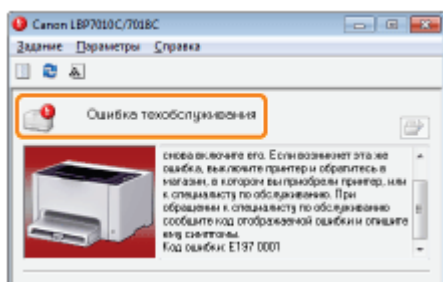 Canon LBP7010C/7018C
Задание Параметры Справка
Ошибка техобслуживания
снова включите его. Если возникнет эта же
ошибка, выключите принтер и обратитесь в
магазин, в котором вы приобрели принтер, или
к специалисту по обслуживанию. При
обращении к специалисту по обслуживанию
сообщите код отображаемой ошибки и опишите
ему симптомы.
Код ошибки: E197 0001